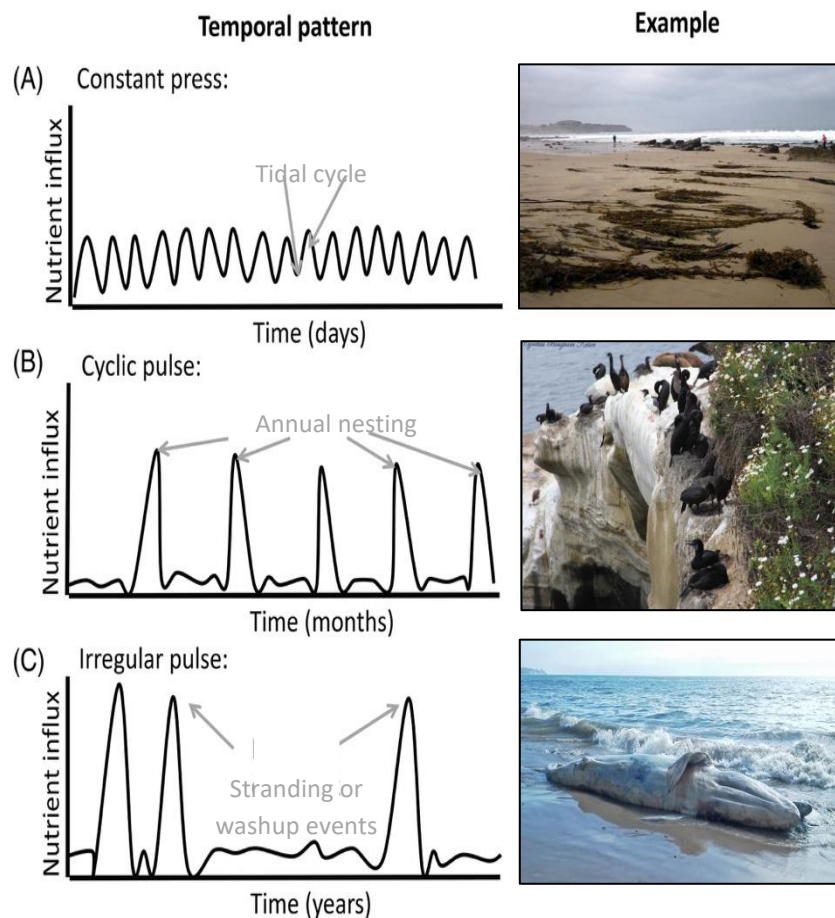 Temporal pattern
Example
(A) Constant press:
Nutrient influx
Tidal cycle
Time (days)
(B) Cyclic pulse:
Nutrient influx
Annual nesting
Time (months)
(C) Irregular pulse:
Nutrient influx
Stranding or
washup events
Time (years)